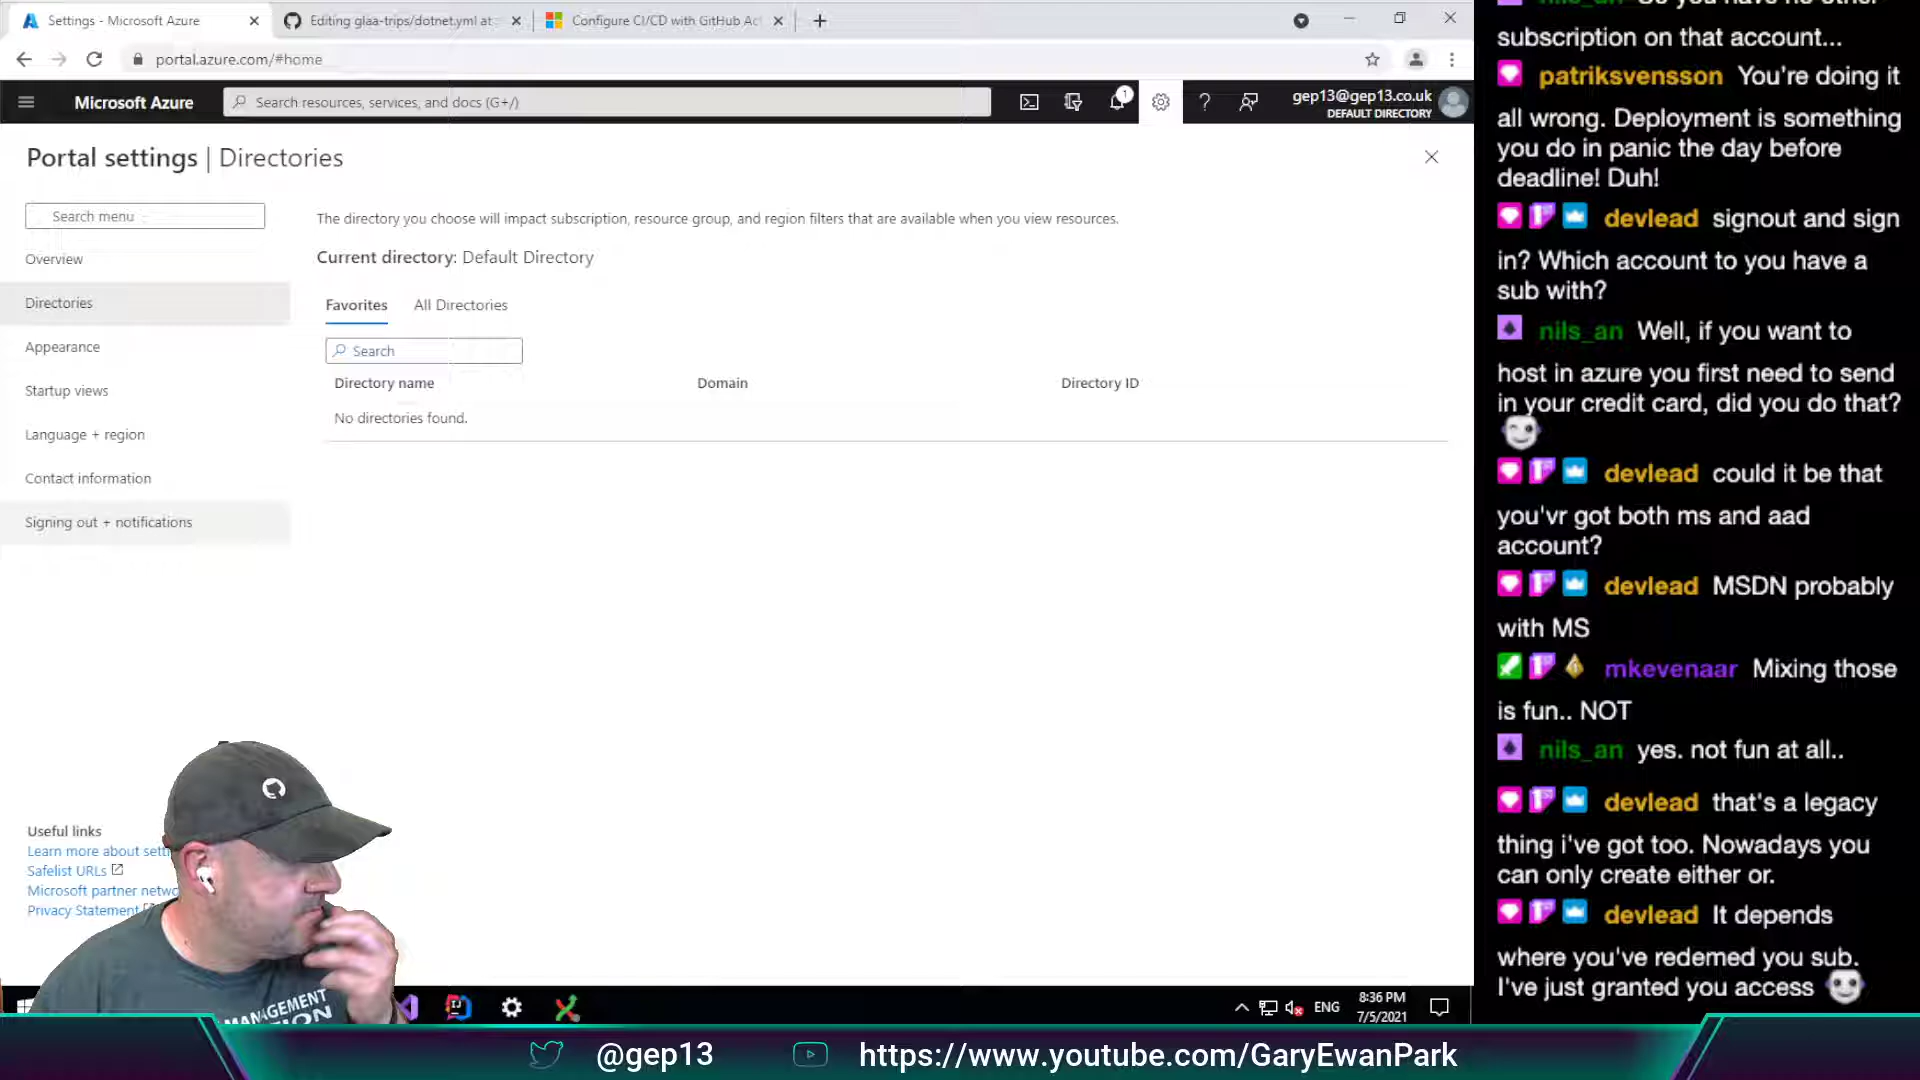 Settings - Microsoft Azure
Editing glaa-trips/dotnet.yml at
Configure CI/CD with GitHub Ac
portal.azure.com/#home
Microsoft Azure
Search resources, services, and docs (G+/)
1
gep13@gep13.co.uk
DEFAULT DIRECTORY
Portal settings | Directories
Search menu
Overview
Directories
Appearance
Startup views
Language + region
Contact information
Signing out + notifications
Useful links
Learn more about setti
Safelist URLs
Microsoft partner netwo
Privacy Statement
The directory you choose will impact subscription, resource group, and region filters that are available when you view resources.
Current directory: Default Directory
Favorites
All Directories
Search
Directory name
Domain
Directory ID
No directories found.
MANAGEMENT
subscription on that account...
patriksvensson You're doing it
all wrong. Deployment is something
you do in panic the day before
deadline! Duh!
devlead signout and sign
in? Which account to you have a
sub with?
nils_an Well, if you want to
host in azure you first need to send
in your credit card, did you do that?
devlead could it be that
you'vr got both ms and aad
account?
devlead MSDN probably
with MS
mkevenaar Mixing those
is fun.. NOT
nils_an yes. not fun at all..
devlead that's a legacy
thing i've got too. Nowadays you
can only create either or.
devlead It depends
where you've redemed you sub.
I've just granted you access
ENG
8:36 PM
7/5/2021
@gep13
https://www.youtube.com/GaryEwanPark